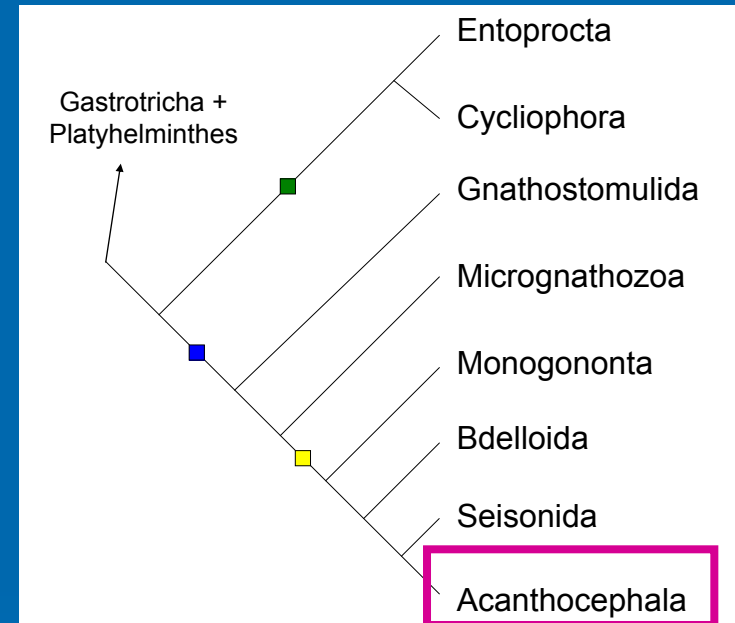 Entoprocta
Gastrotricha +
Platyhelminthes
Cycliophora
Gnathostomulida
Micrognathozoa
Monogononta
Bdelloida
Seisonida
Acanthocephala